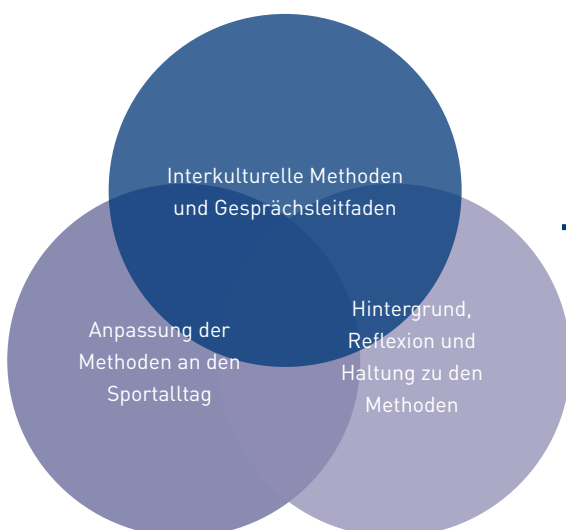 Interkulturelle Methoden
und Gesprächsleitfaden
Anpassung der
Methoden an den
Sportalltag
Hintergrund,
Reflexion und
Haltung zu den
Methoden